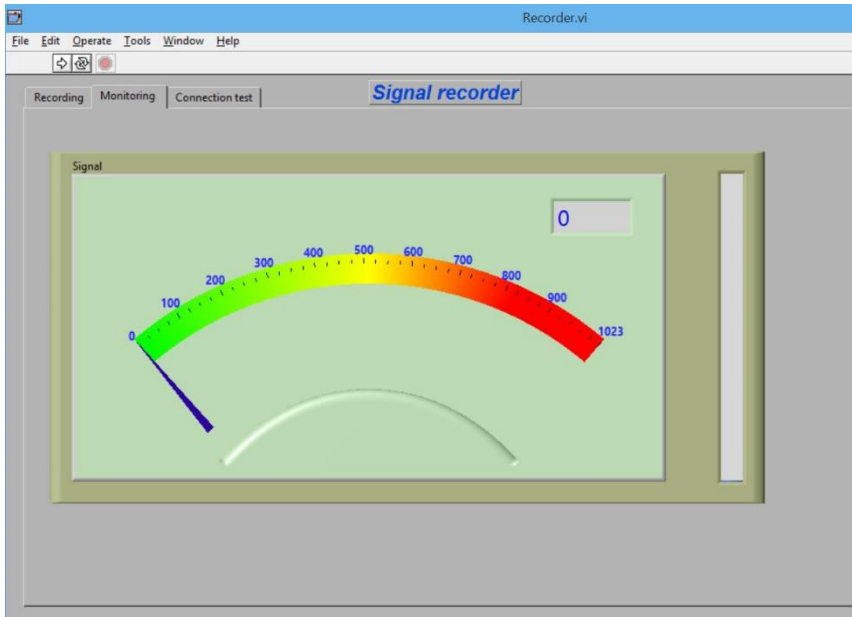 Recorder.vi
File Edit Operate Tools Window Help
Signal recorder
Recording Monitoring Connection test
Signal
0
0 100 200 300 400 500 600 700 800 900 1023